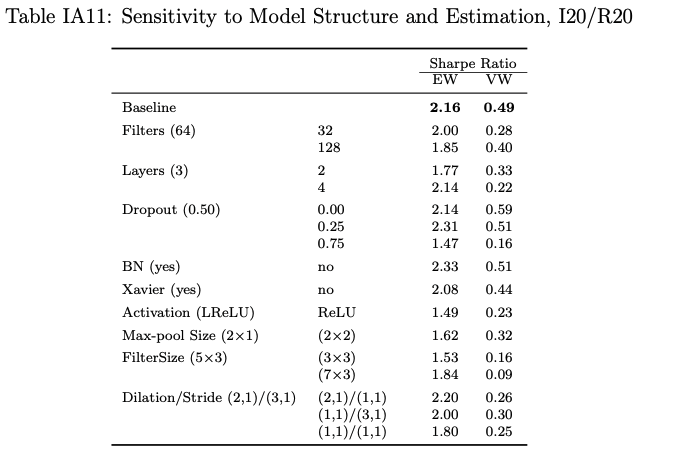 Table IA11: Sensitivity to Model Structure and Estimation, I20/R20
Sharpe Ratio
EW VW
Baseline 2.16 0.49
Filters (64) 32 2.00 0.28
128 1.85 0.40
Layers (3) 2 1.77 0.33
4 2.14 0.22
Dropout (0.50) 0.00 2.14 0.59
0.25 2.31 0.51
0.75 1.47 0.16
BN (yes) no 2.33 0.51
Xavier (yes) no 2.08 0.44
Activation (LReLU) ReLU 1.49 0.23
Max-pool Size (2×1) (2×2) 1.62 0.32
FilterSize (5×3) (3×3) 1.53 0.16
(7×3) 1.84 0.09
Dilation/Stride (2,1)/(3,1) (2,1)/(1,1) 2.20 0.26
(1,1)/(3,1) 2.00 0.30
(1,1)/(1,1) 1.80 0.25